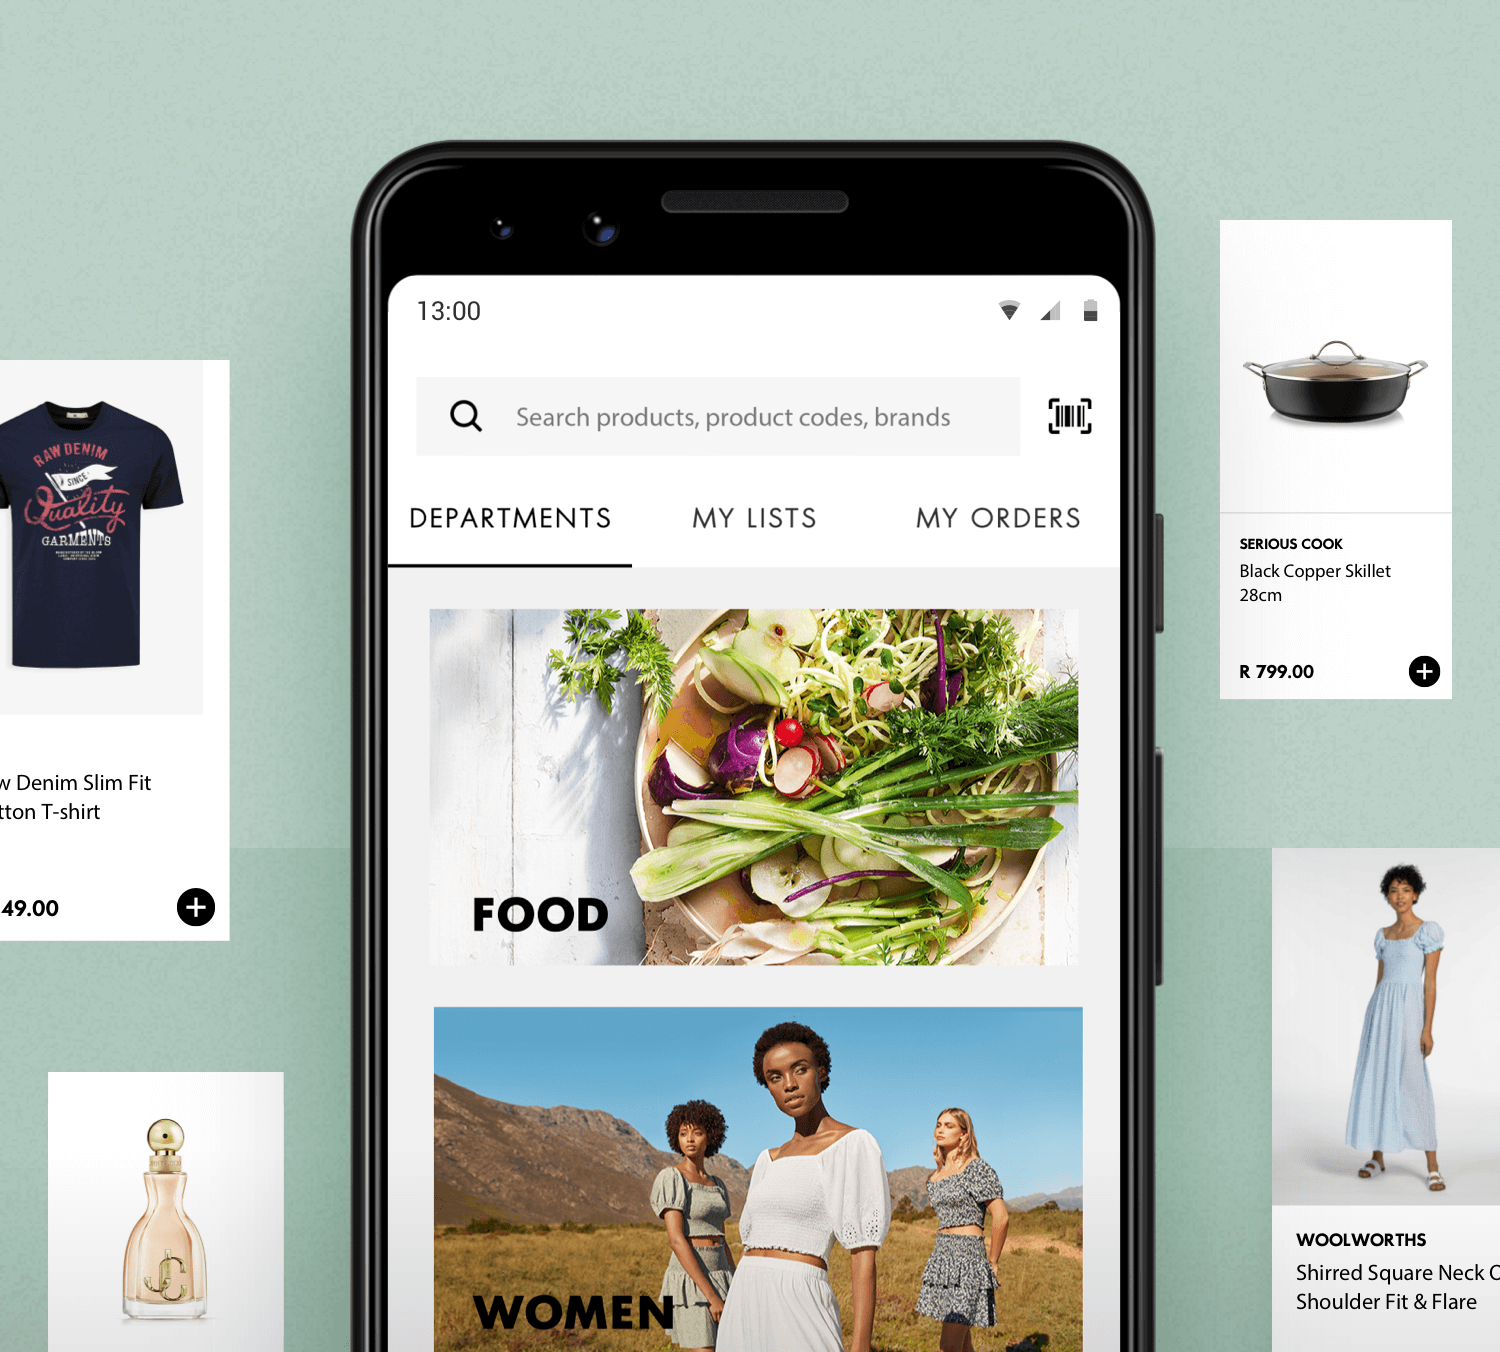 13:00
Search products, product codes, brands
DEPARTMENTS
MY LISTS
MY ORDERS
FOOD
WOMEN
RAW DENIM
SINCE
Quality
GARMENTS
w Denim Slim Fit
tton T-shirt
49.00
JC
SERIOUS COOK
Black Copper Skillet
28cm
R 799.00
WOOLWORTHS
Shirred Square Neck
Shoulder Fit & Flare